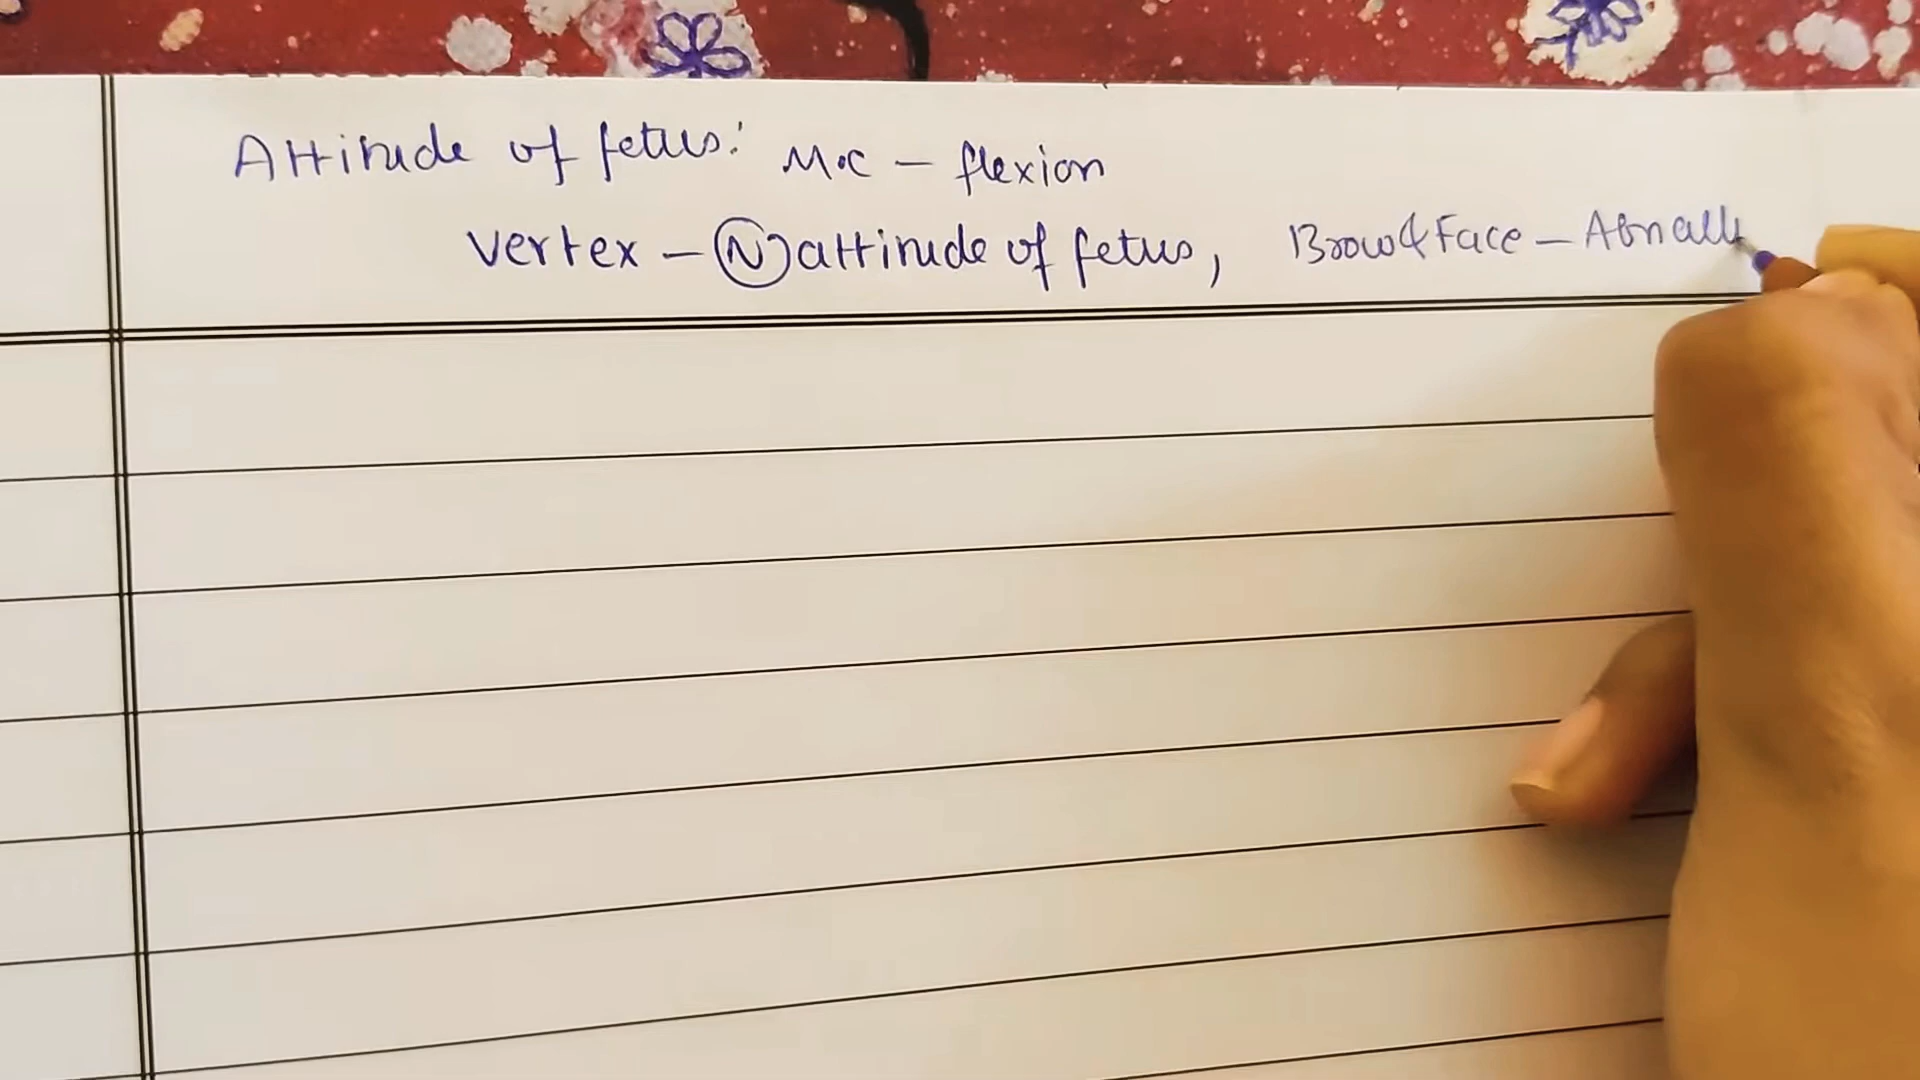 Attitude of fetus: M.C - flexion
Vertex - (N) attitude of fetus, Brow & Face - Abnall